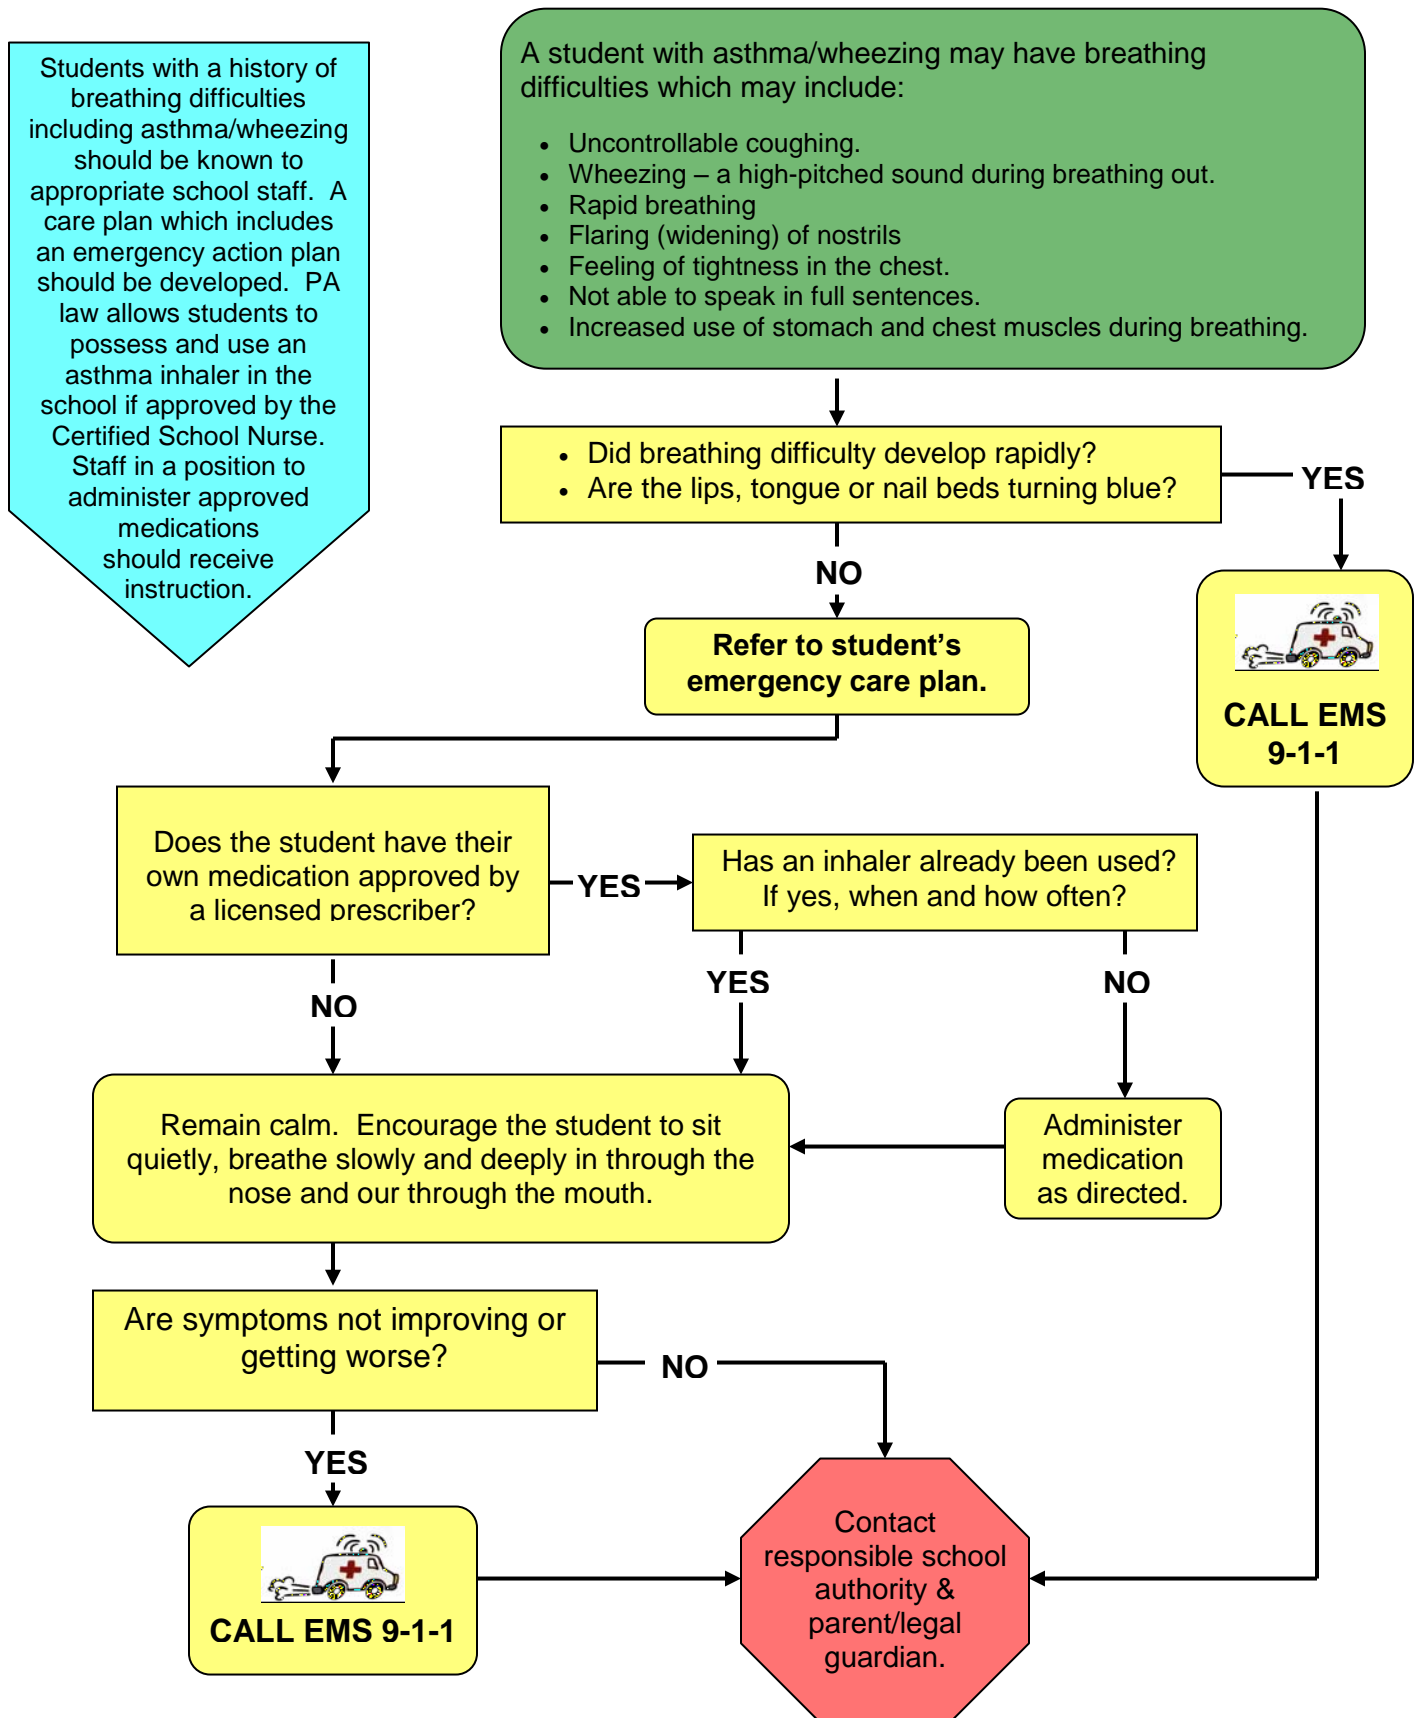 Students with a history of
breathing difficulties
including asthma/wheezing
should be known to
appropriate school staff.  A
care plan which includes
an emergency action plan
should be developed.  PA
law allows students to
possess and use an
asthma inhaler in the
school if approved by the
Certified School Nurse.
Staff in a position to
administer approved
medications
should receive
instruction.
A student with asthma/wheezing may have breathing
difficulties which may include:
• Uncontrollable coughing.
• Wheezing – a high-pitched sound during breathing out.
• Rapid breathing
• Flaring (widening) of nostrils
• Feeling of tightness in the chest.
• Not able to speak in full sentences.
• Increased use of stomach and chest muscles during breathing.
• Did breathing difficulty develop rapidly?
• Are the lips, tongue or nail beds turning blue?
YES
NO
CALL EMS
9-1-1
Refer to student’s
emergency care plan.
Does the student have their
own medication approved by
a licensed prescriber?
YES
Has an inhaler already been used?
If yes, when and how often?
NO
YES
NO
Remain calm.  Encourage the student to sit
quietly, breathe slowly and deeply in through the
nose and our through the mouth.
Administer
medication
as directed.
Are symptoms not improving or
getting worse?
NO
YES
CALL EMS 9-1-1
Contact
responsible school
authority &
parent/legal
guardian.